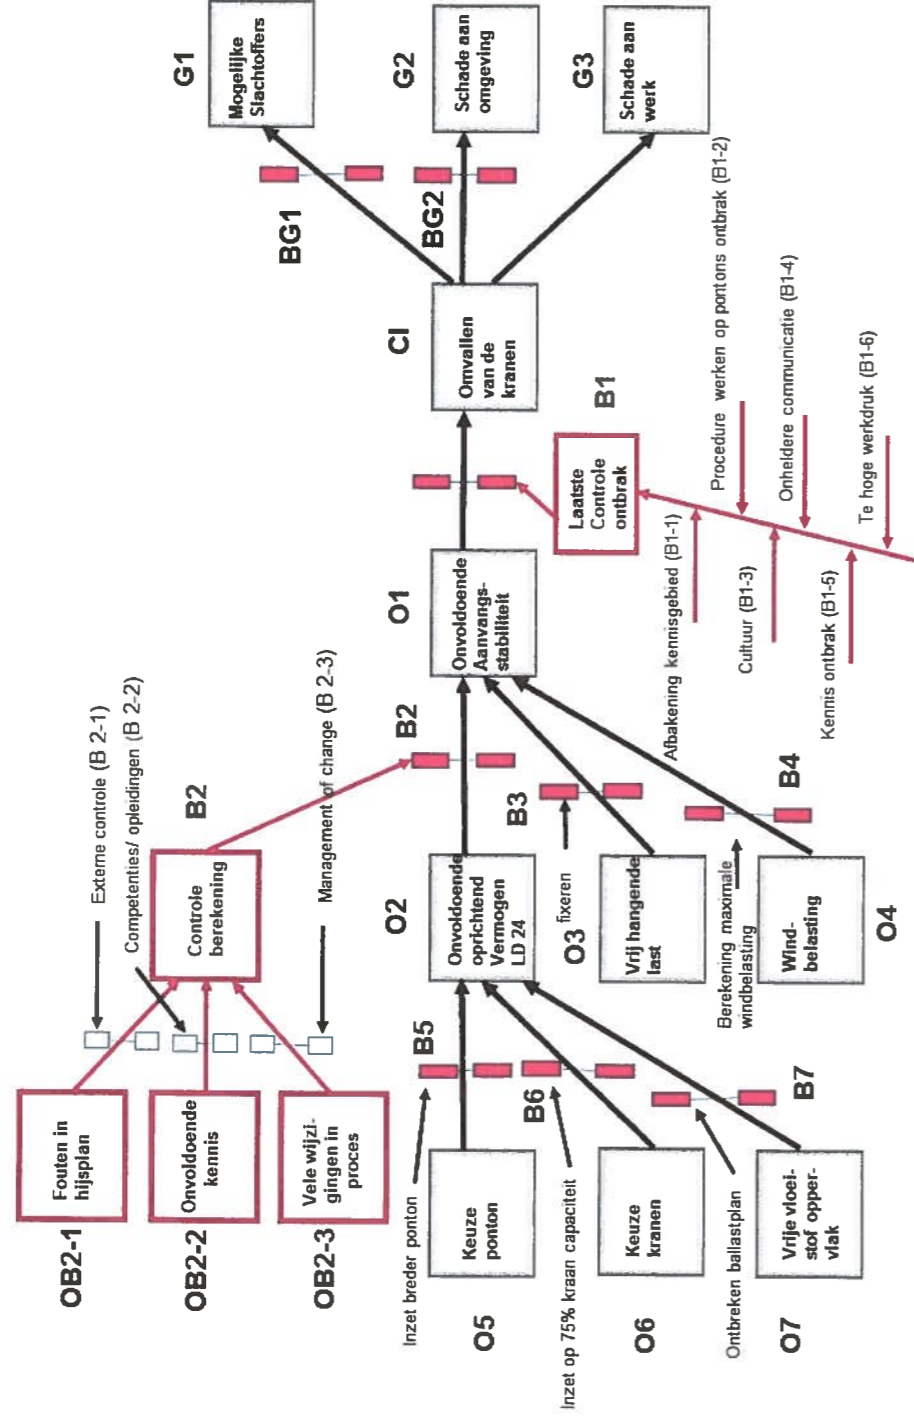 OB2-1
Fouten in
hijsplan
OB2-2
Onvoldoende
kennis
OB2-3
Vele wijzi-
gingen in
proces
Externe controle (B 2-1)
Competenties/ opleidingen (B 2-2)
B2
Controle
berekening
Management of change (B 2-3)
Inzet breder ponton
B5
O5
Keuze
ponton
Inzet op 75% kraan capaciteit
B6
O6
Keuze
kranen
Ontbreken ballastplan
B7
O7
Vrije vloei-
stof opper-
vlak
O2
Onvoldoende
oprichtend
Vermogen
LD 24
B2
O3
fixeren
B3
Vrij hangende
last
Berekening maximale
windbelasting
B4
Wind-
belasting
O4
O1
Onvoldoende
Aanvangs-
stabiliteit
B1
Laatste
Controle
ontbrak
Afbakening kennisgebied (B1-1)
Procedure werken op pontons ontbrak (B1-2)
Cultuur (B1-3)
Onheldere communicatie (B1-4)
Kennis ontbrak (B1-5)
Te hoge werkdruk (B1-6)
CI
Omvallen
van de
kranen
BG1
BG2
G1
Mogelijke
Slachtoffers
G2
Schade aan
omgeving
G3
Schade aan
werk